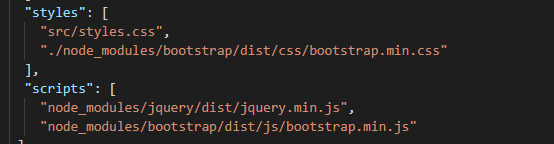 "styles": [
"src/styles.css",
"./node_modules/bootstrap/dist/css/bootstrap.min.css"
],
"scripts": [
"node_modules/jquery/dist/jquery.min.js",
"node_modules/bootstrap/dist/js/bootstrap.min.js"
]